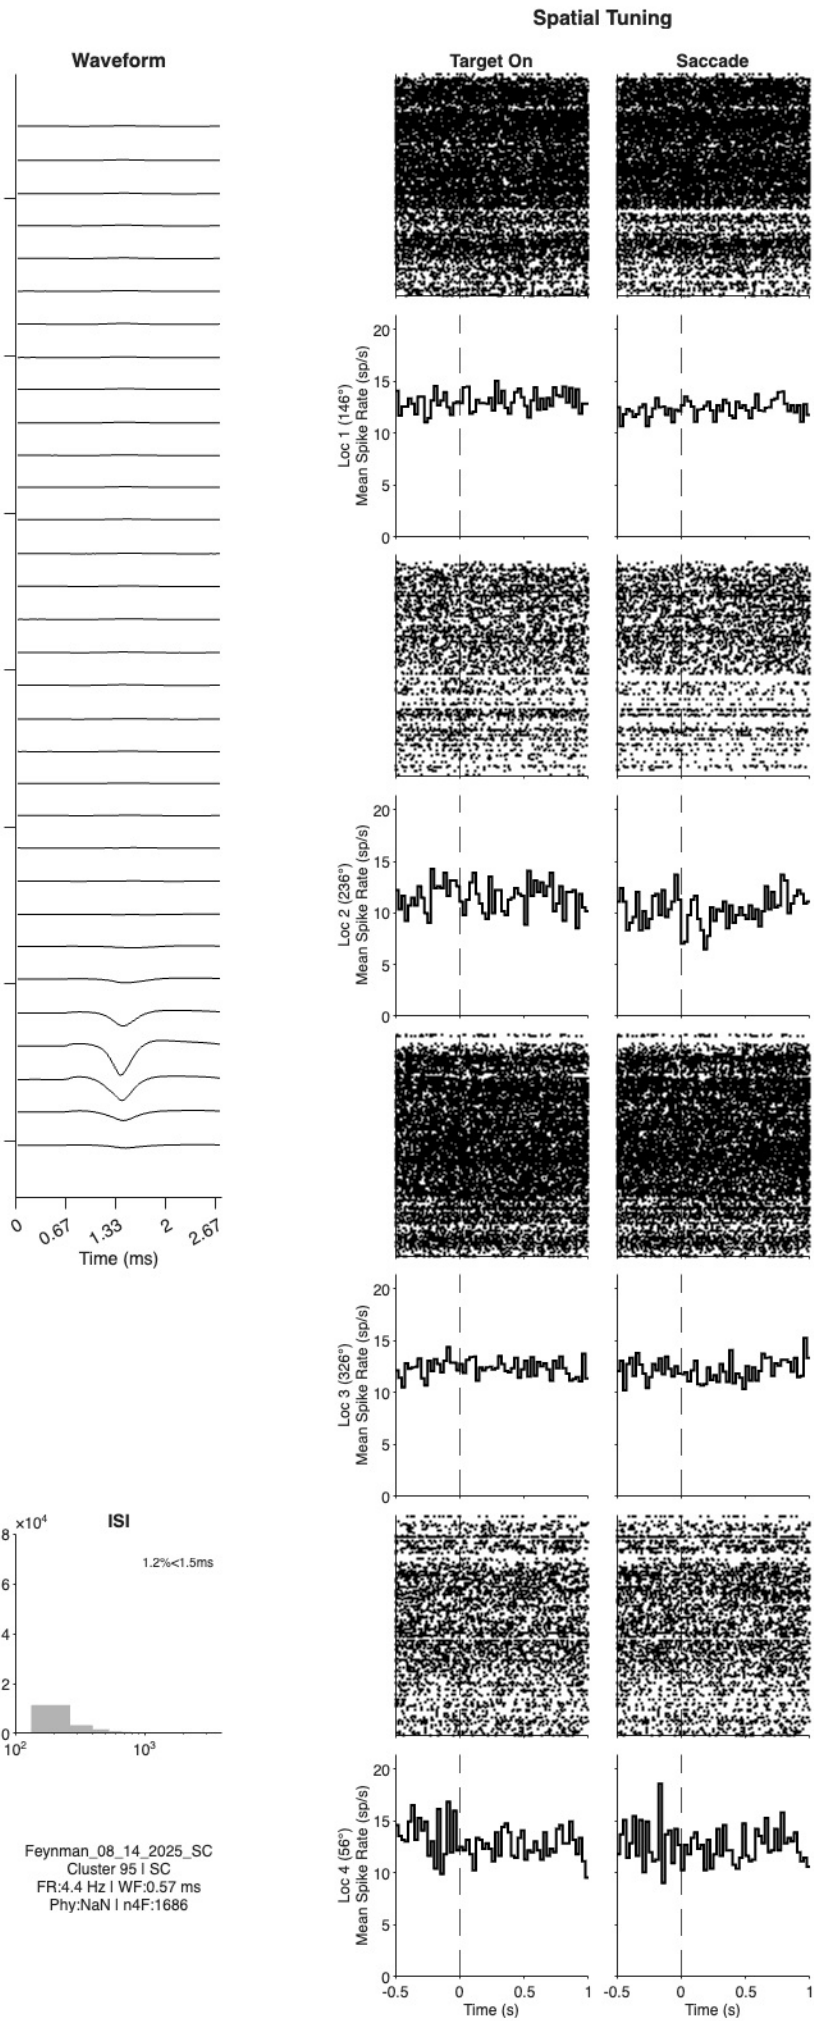 Spatial Tuning
Waveform
Target On
Saccade
20
15
10
5
0
Loc 1 (146°)
Mean Spike Rate (sp/s)
20
15
10
5
0
Loc 2 (236°)
Mean Spike Rate (sp/s)
0
0.67
1.33
2
2.67
Time (ms)
20
15
10
5
0
Loc 3 (326°)
Mean Spike Rate (sp/s)
ISI
×10⁴
1.2%<1.5ms
8
6
4
2
0
10²
10³
20
15
10
5
0
Loc 4 (56°)
Mean Spike Rate (sp/s)
-0.5
0
0.5
1
Time (s)
-0.5
0
0.5
1
Time (s)
Feynman_08_14_2025_SC
Cluster 95 | SC
FR:4.4 Hz | WF:0.57 ms
Phy:NaN | n4F:1686